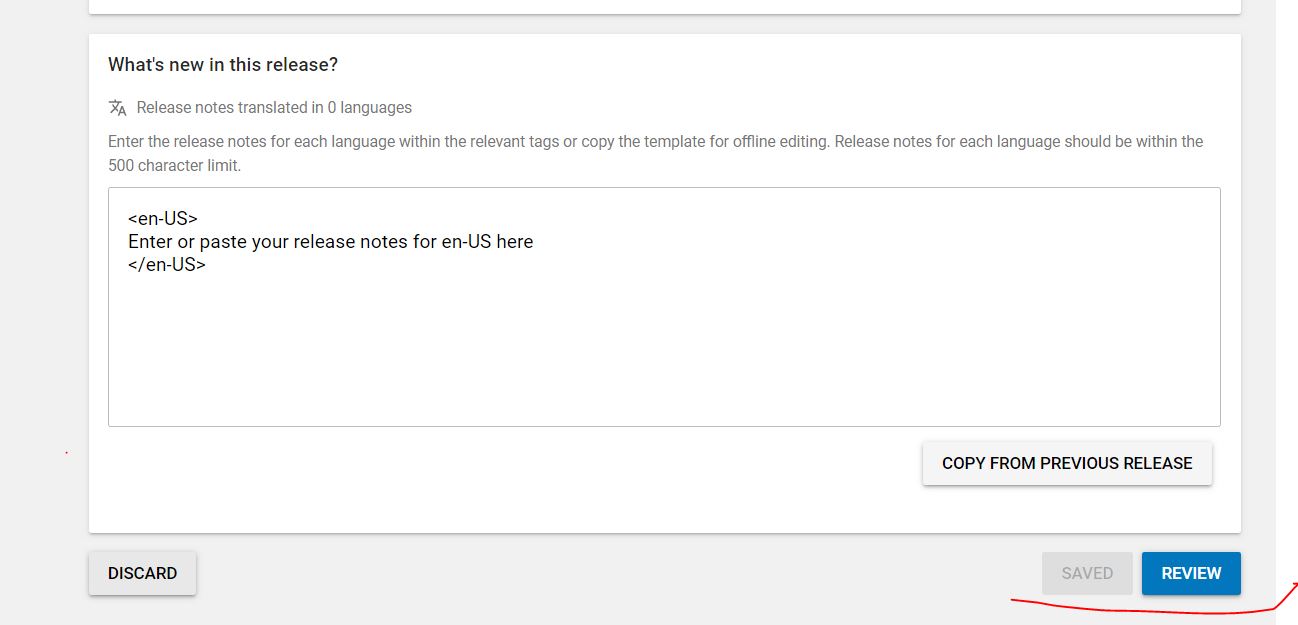 What's new in this release?
Release notes translated in 0 languages
Enter the release notes for each language within the relevant tags or copy the template for offline editing. Release notes for each language should be within the
500 character limit.
<en-US>
Enter or paste your release notes for en-US here
</en-US>
COPY FROM PREVIOUS RELEASE
DISCARD
SAVED
REVIEW